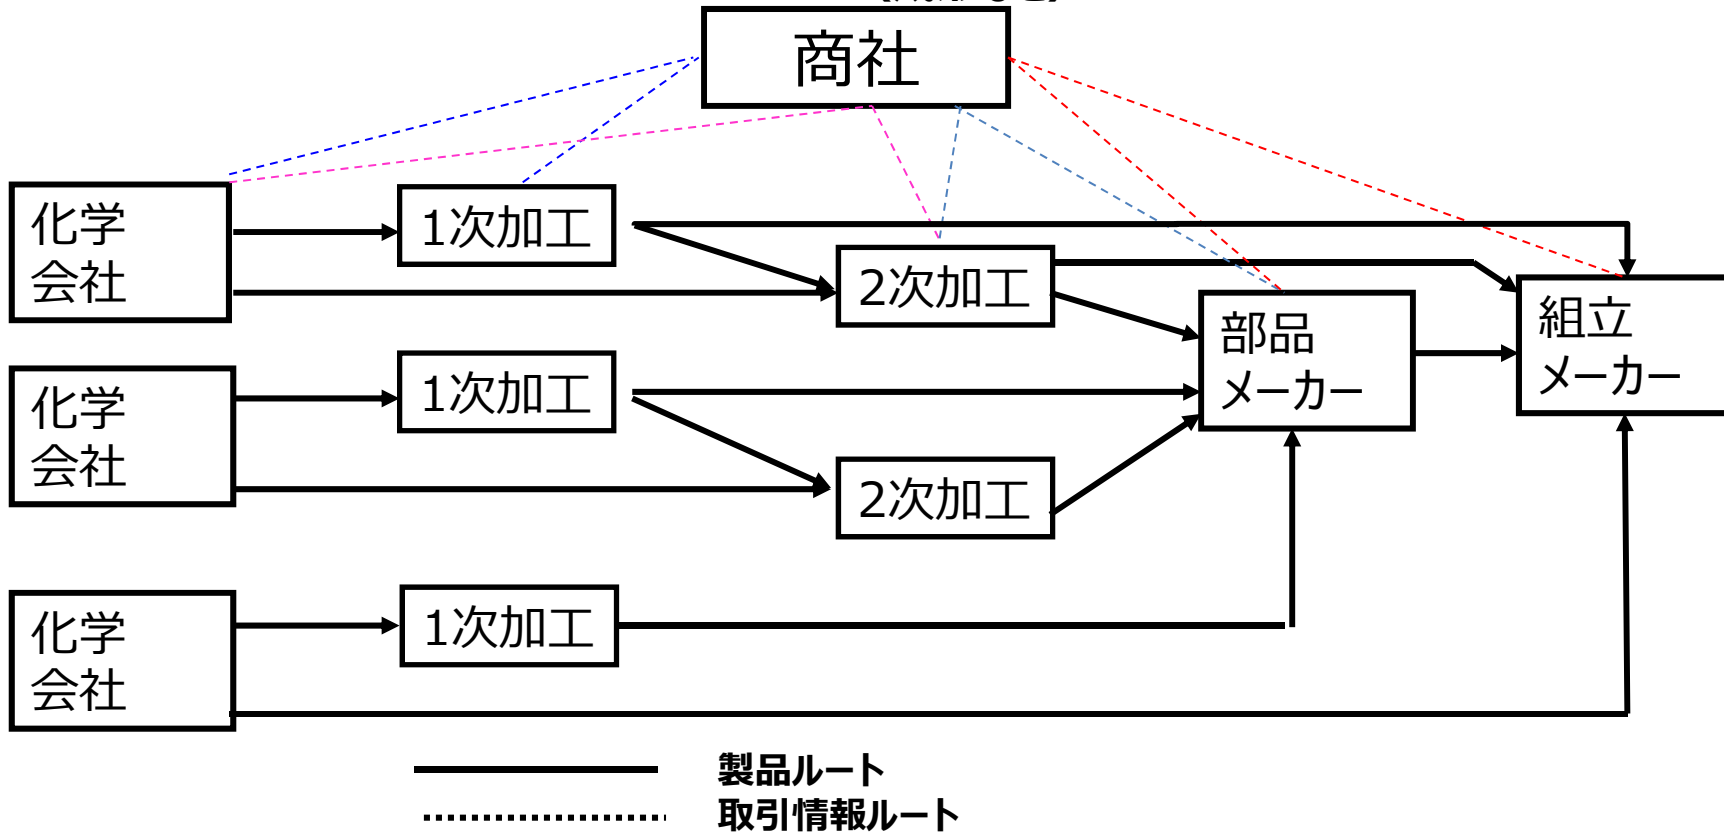 商社
化学
会社
1次加工
2次加工
部品
メーカー
組立
メーカー
化学
会社
1次加工
2次加工
化学
会社
1次加工
製品ルート
取引情報ルート